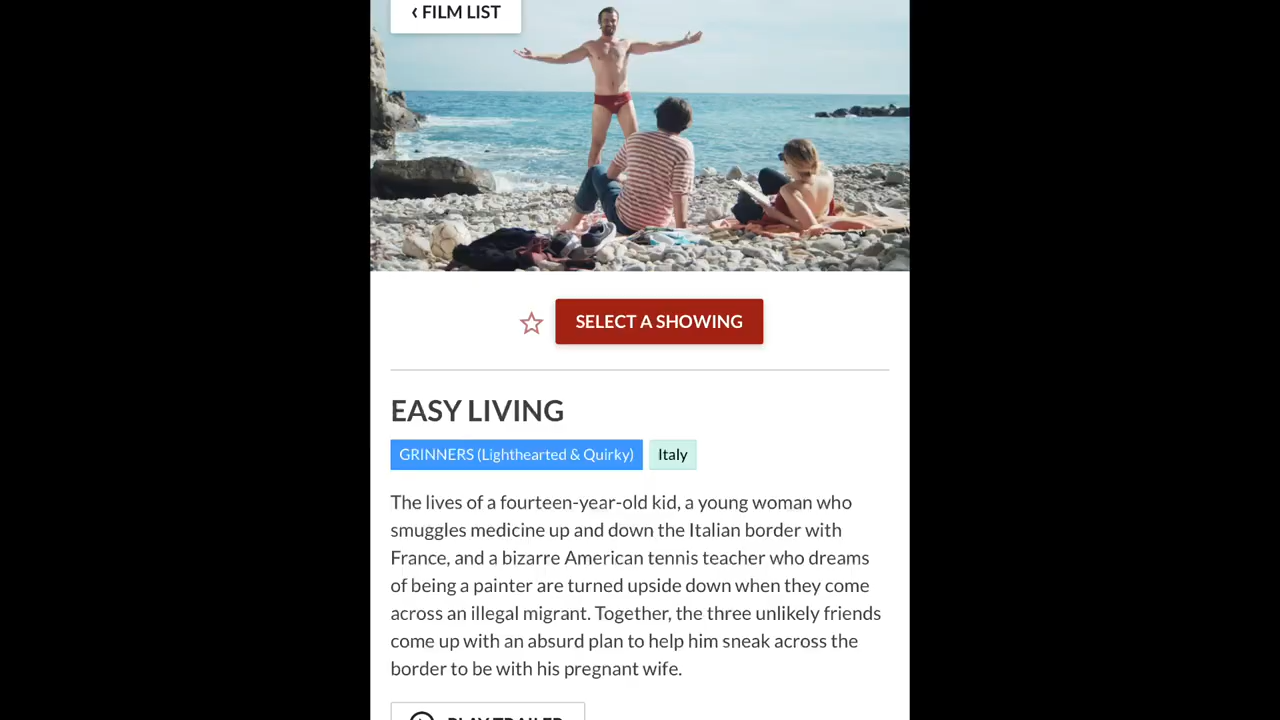 ‹ FILM LIST
SELECT A SHOWING
EASY LIVING
GRINNERS (Lighthearted & Quirky) Italy
The lives of a fourteen-year-old kid, a young woman who
smuggles medicine up and down the Italian border with
France, and a bizarre American tennis teacher who dreams
of being a painter are turned upside down when they come
across an illegal migrant. Together, the three unlikely friends
come up with an absurd plan to help him sneak across the
border to be with his pregnant wife.
PLAY TRAILER